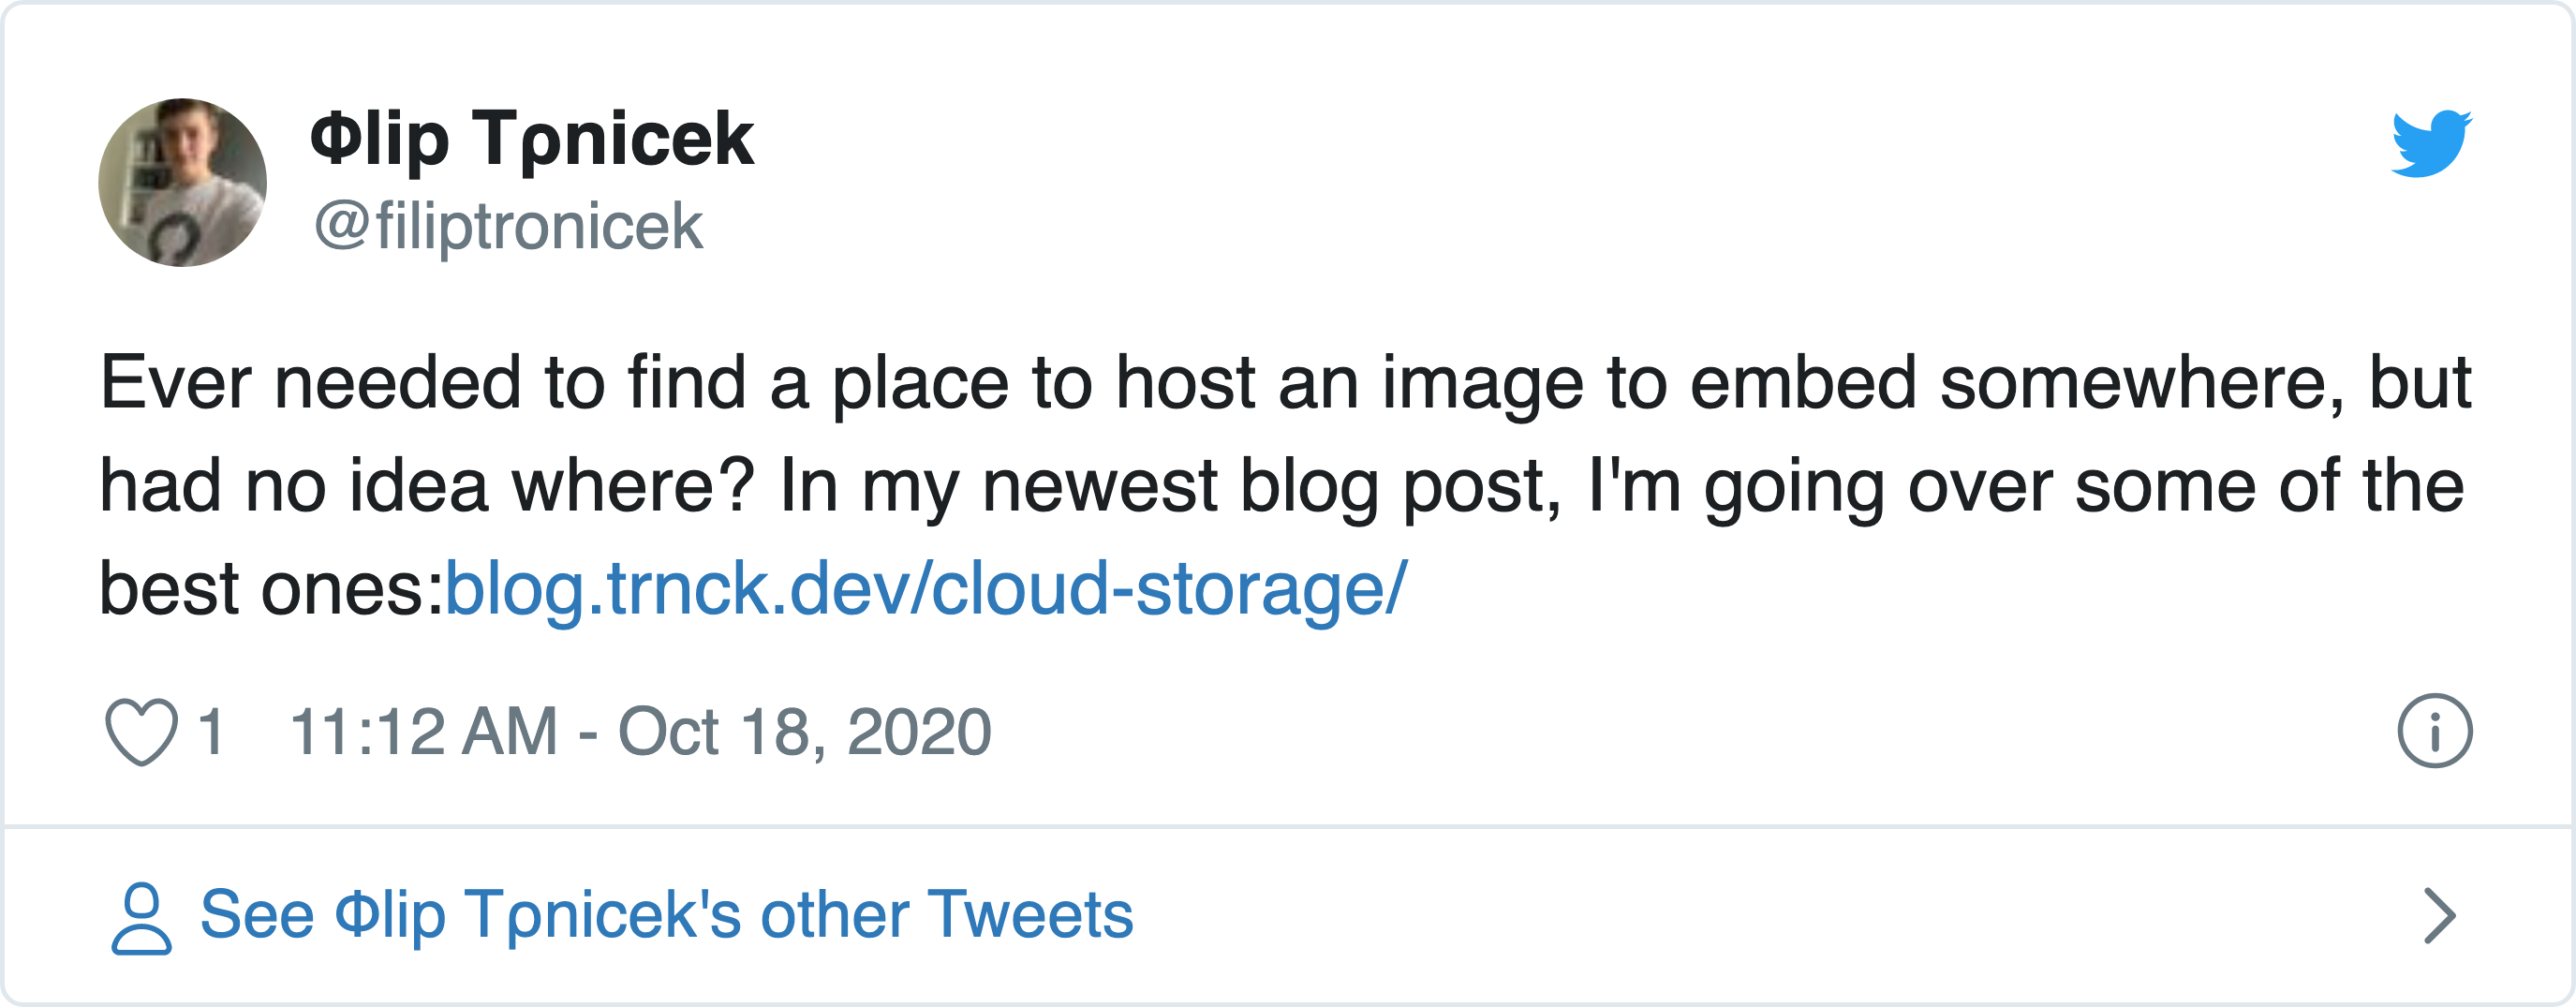 Φlip Tρnicek
@filiptronicek
Ever needed to find a place to host an image to embed somewhere, but
had no idea where? In my newest blog post, I'm going over some of the
best ones:blog.trnck.dev/cloud-storage/
1 11:12 AM - Oct 18, 2020
See Φlip Tρnicek's other Tweets